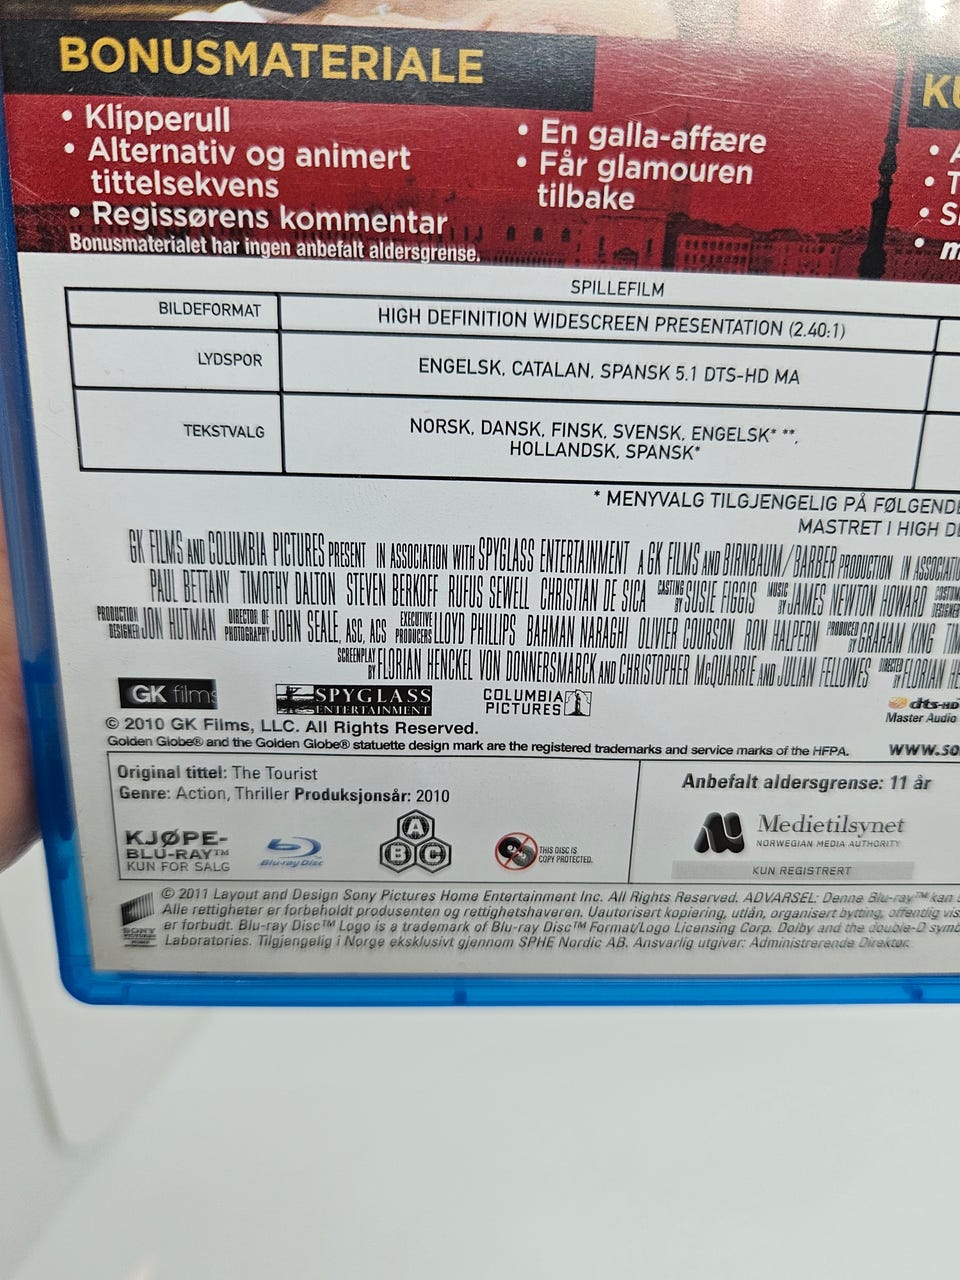 BONUSMATERIALE
• Klipperull
• Alternativ og animert
tittelsekvens
• Regissørens kommentar
Bonusmaterialet har ingen anbefalt aldersgrense.
• En galla-affære
• Får glamouren
tilbake
SPILLEFILM
BILDEFORMAT
HIGH DEFINITION WIDESCREEN PRESENTATION (2.40:1)
LYDSPOR
ENGELSK, CATALAN, SPANSK 5.1 DTS-HD MA
TEKSTVALG
NORSK, DANSK, FINSK, SVENSK, ENGELSK* **,
HOLLANDSK, SPANSK*
* MENYVALG TILGJENGELIG PÅ FØLGENDE
MASTRET I HIGH
GK FILMS AND COLUMBIA PICTURES PRESENT IN ASSOCIATION WITH SPYGLASS ENTERTAINMENT A GK FILMS AND BIRNBAUM/BARBER PRODUCTION IN
PAUL BETTANY TIMOTHY DALTON STEVEN BERKOFF RUFUS SEWELL CHRISTIAN DE SICA CASTING BY SUSIE FIGGIS MUSIC BY JAMES NEWTON HOWARD
PRODUCTION DESIGNER JON HUTMAN DIRECTOR OF PHOTOGRAPHY JOHN SEALE, ASC, ACS EXECUTIVE PRODUCERS LLOYD PHILLIPS BAHMAN NARAGHI OLIVIER COURSON RON HALPERN PRODUCED BY GRAHAM KING
SCREENPLAY BY FLORIAN HENCKEL VON DONNERSMARCK AND CHRISTOPHER McQUARRIE AND JULIAN FELLOWES DIRECTED BY FLORIAN
GK films
SPYGLASS
ENTERTAINMENT
COLUMBIA
PICTURES
dts-HD
Master Audio
© 2010 GK Films, LLC. All Rights Reserved.
Golden Globe® and the Golden Globe® statuette design mark are the registered trademarks and service marks of the HFPA.
Original tittel: The Tourist
Genre: Action, Thriller Produksjonsår: 2010
KJØPE-
BLU-RAY™
KUN FOR SALG
Blu-ray Disc
A
B C
THIS DISC IS
COPY PROTECTED.
Anbefalt aldersgrense: 11 år
Medietilsynet
NORWEGIAN MEDIA AUTHORITY
KUN REGISTRERT
SONY
PICTURES
HOME
© 2011 Layout and Design Sony Pictures Home Entertainment Inc. All Rights Reserved. ADVARSEL: Denne Blu-ray™ kan
Alle rettigheter er forbeholdt produsenten og rettighetshaveren. Uautorisert kopiering, utlån, organisert bytting, offentlig
er forbudt. Blu-ray Disc™ Logo is a trademark of Blu-ray Disc™ Format/Logo Licensing Corp. Dolby and the double-D
Laboratories. Tilgjengelig i Norge eksklusivt gjennom SPHE Nordic AB. Ansvarlig utgiver: Administrerende Direktør.